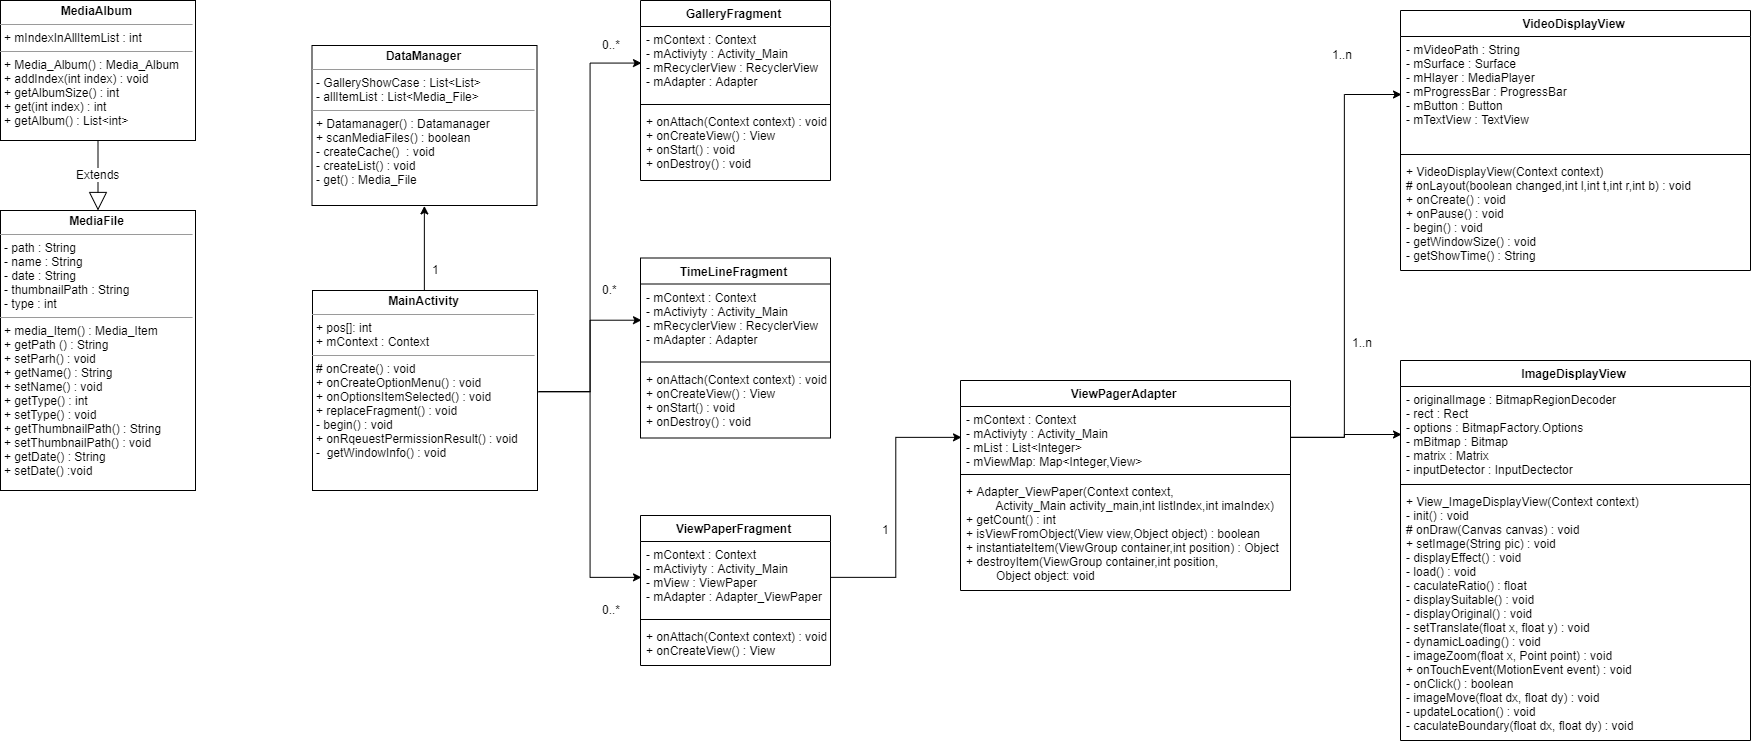 MediaAlbum
+ mIndexInAllItemList : int
+ Media_Album() : Media_Album
+ addIndex(int index) : void
+ getAlbumSize() : int
+ get(int index) : int
+ getAlbum() : List<int>
Extends
MediaFile
- path : String
- name : String
- date : String
- thumbnailPath : String
- type : int
+ media_Item() : Media_Item
+ getPath () : String
+ setParh() : void
+ getName() : String
+ setName() : void
+ getType() : int
+ setType() : void
+ getThumbnailPath() : String
+ setThumbnailPath() : void
+ getDate() : String
+ setDate() :void
DataManager
- GalleryShowCase : List<List>
- allItemList : List<Media_File>
+ Datamanager() : Datamanager
+ scanMediaFiles() : boolean
- createCache()  : void
- createList() : void
- get() : Media_File
1
MainActivity
+ pos[]: int
+ mContext : Context
# onCreate() : void
+ onCreateOptionMenu() : void
+ onOptionsItemSelected() : void
+ replaceFragment() : void
- begin() : void
+ onRqeuestPermissionResult() : void
-  getWindowInfo() : void
0..*
GalleryFragment
- mContext : Context
- mActiviyty : Activity_Main
- mRecyclerView : RecyclerView
- mAdapter : Adapter
+ onAttach(Context context) : void
+ onCreateView() : View
+ onStart() : void
+ onDestroy() : void
0.*
TimeLineFragment
- mContext : Context
- mActiviyty : Activity_Main
- mRecyclerView : RecyclerView
- mAdapter : Adapter
+ onAttach(Context context) : void
+ onCreateView() : View
+ onStart() : void
+ onDestroy() : void
0..*
ViewPaperFragment
- mContext : Context
- mActiviyty : Activity_Main
- mView : ViewPaper
- mAdapter : Adapter_ViewPaper
+ onAttach(Context context) : void
+ onCreateView() : View
1
ViewPagerAdapter
- mContext : Context
- mActiviyty : Activity_Main
- mList : List<Integer>
- mViewMap: Map<Integer,View>
+ Adapter_ViewPaper(Context context,
Activity_Main activity_main,int listIndex,int imaIndex)
+ getCount() : int
+ isViewFromObject(View view,Object object) : boolean
+ instantiateItem(ViewGroup container,int position) : Object
+ destroyItem(ViewGroup container,int position,
Object object: void
1..n
VideoDisplayView
- mVideoPath : String
- mSurface : Surface
- mHlayer : MediaPlayer
- mProgressBar : ProgressBar
- mButton : Button
- mTextView : TextView
+ VideoDisplayView(Context context)
# onLayout(boolean changed,int l,int t,int r,int b) : void
+ onCreate() : void
+ onPause() : void
- begin() : void
- getWindowSize() : void
- getShowTime() : String
1..n
ImageDisplayView
- originalImage : BitmapRegionDecoder
- rect : Rect
- options : BitmapFactory.Options
- mBitmap : Bitmap
- matrix : Matrix
- inputDetector : InputDectector
+ View_ImageDisplayView(Context context)
- init() : void
# onDraw(Canvas canvas) : void
+ setImage(String pic) : void
- displayEffect() : void
- load() : void
- caculateRatio() : float
- displaySuitable() : void
- displayOriginal() : void
- setTranslate(float x, float y) : void
- dynamicLoading() : void
- imageZoom(float x, Point point) : void
+ onTouchEvent(MotionEvent event) : void
- onClick() : boolean
- imageMove(float dx, float dy) : void
- updateLocation() : void
- caculateBoundary(float dx, float dy) : void